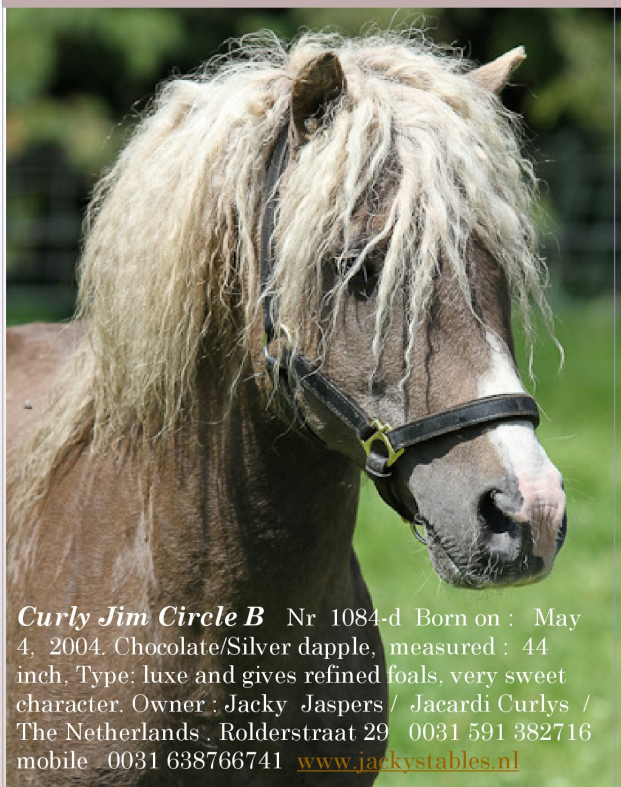 Curly Jim Circle B Nr 1084-d Born on : May
4, 2004. Chocolate/Silver dapple, measured : 44
inch, Type: luxe and gives refined foals, very sweet
character. Owner : Jacky Jaspers / Jacardi Curlys /
The Netherlands . Rolderstraat 29 0031 591 382716
mobile 0031 638766741 www.jackystables.nl